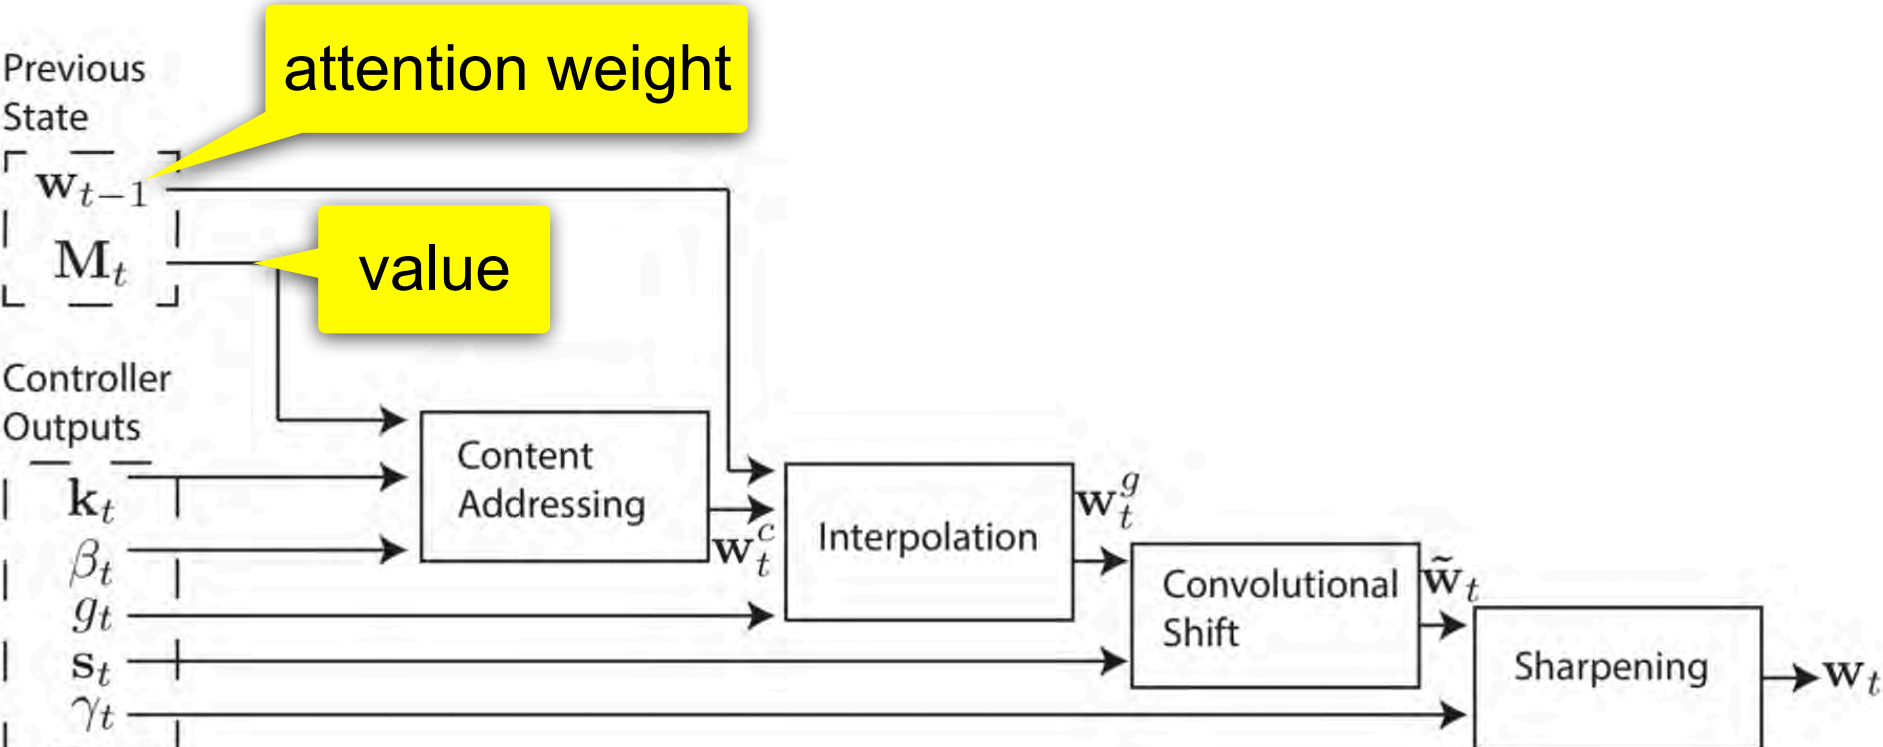 attention weight
Previous
State
w_{t−1}
value
M_t
Controller
Outputs
k_t
β_t
g_t
s_t
γ_t
Content
Addressing
w_t^c
Interpolation
w_t^g
Convolutional
Shift
w̃_t
Sharpening
w_t